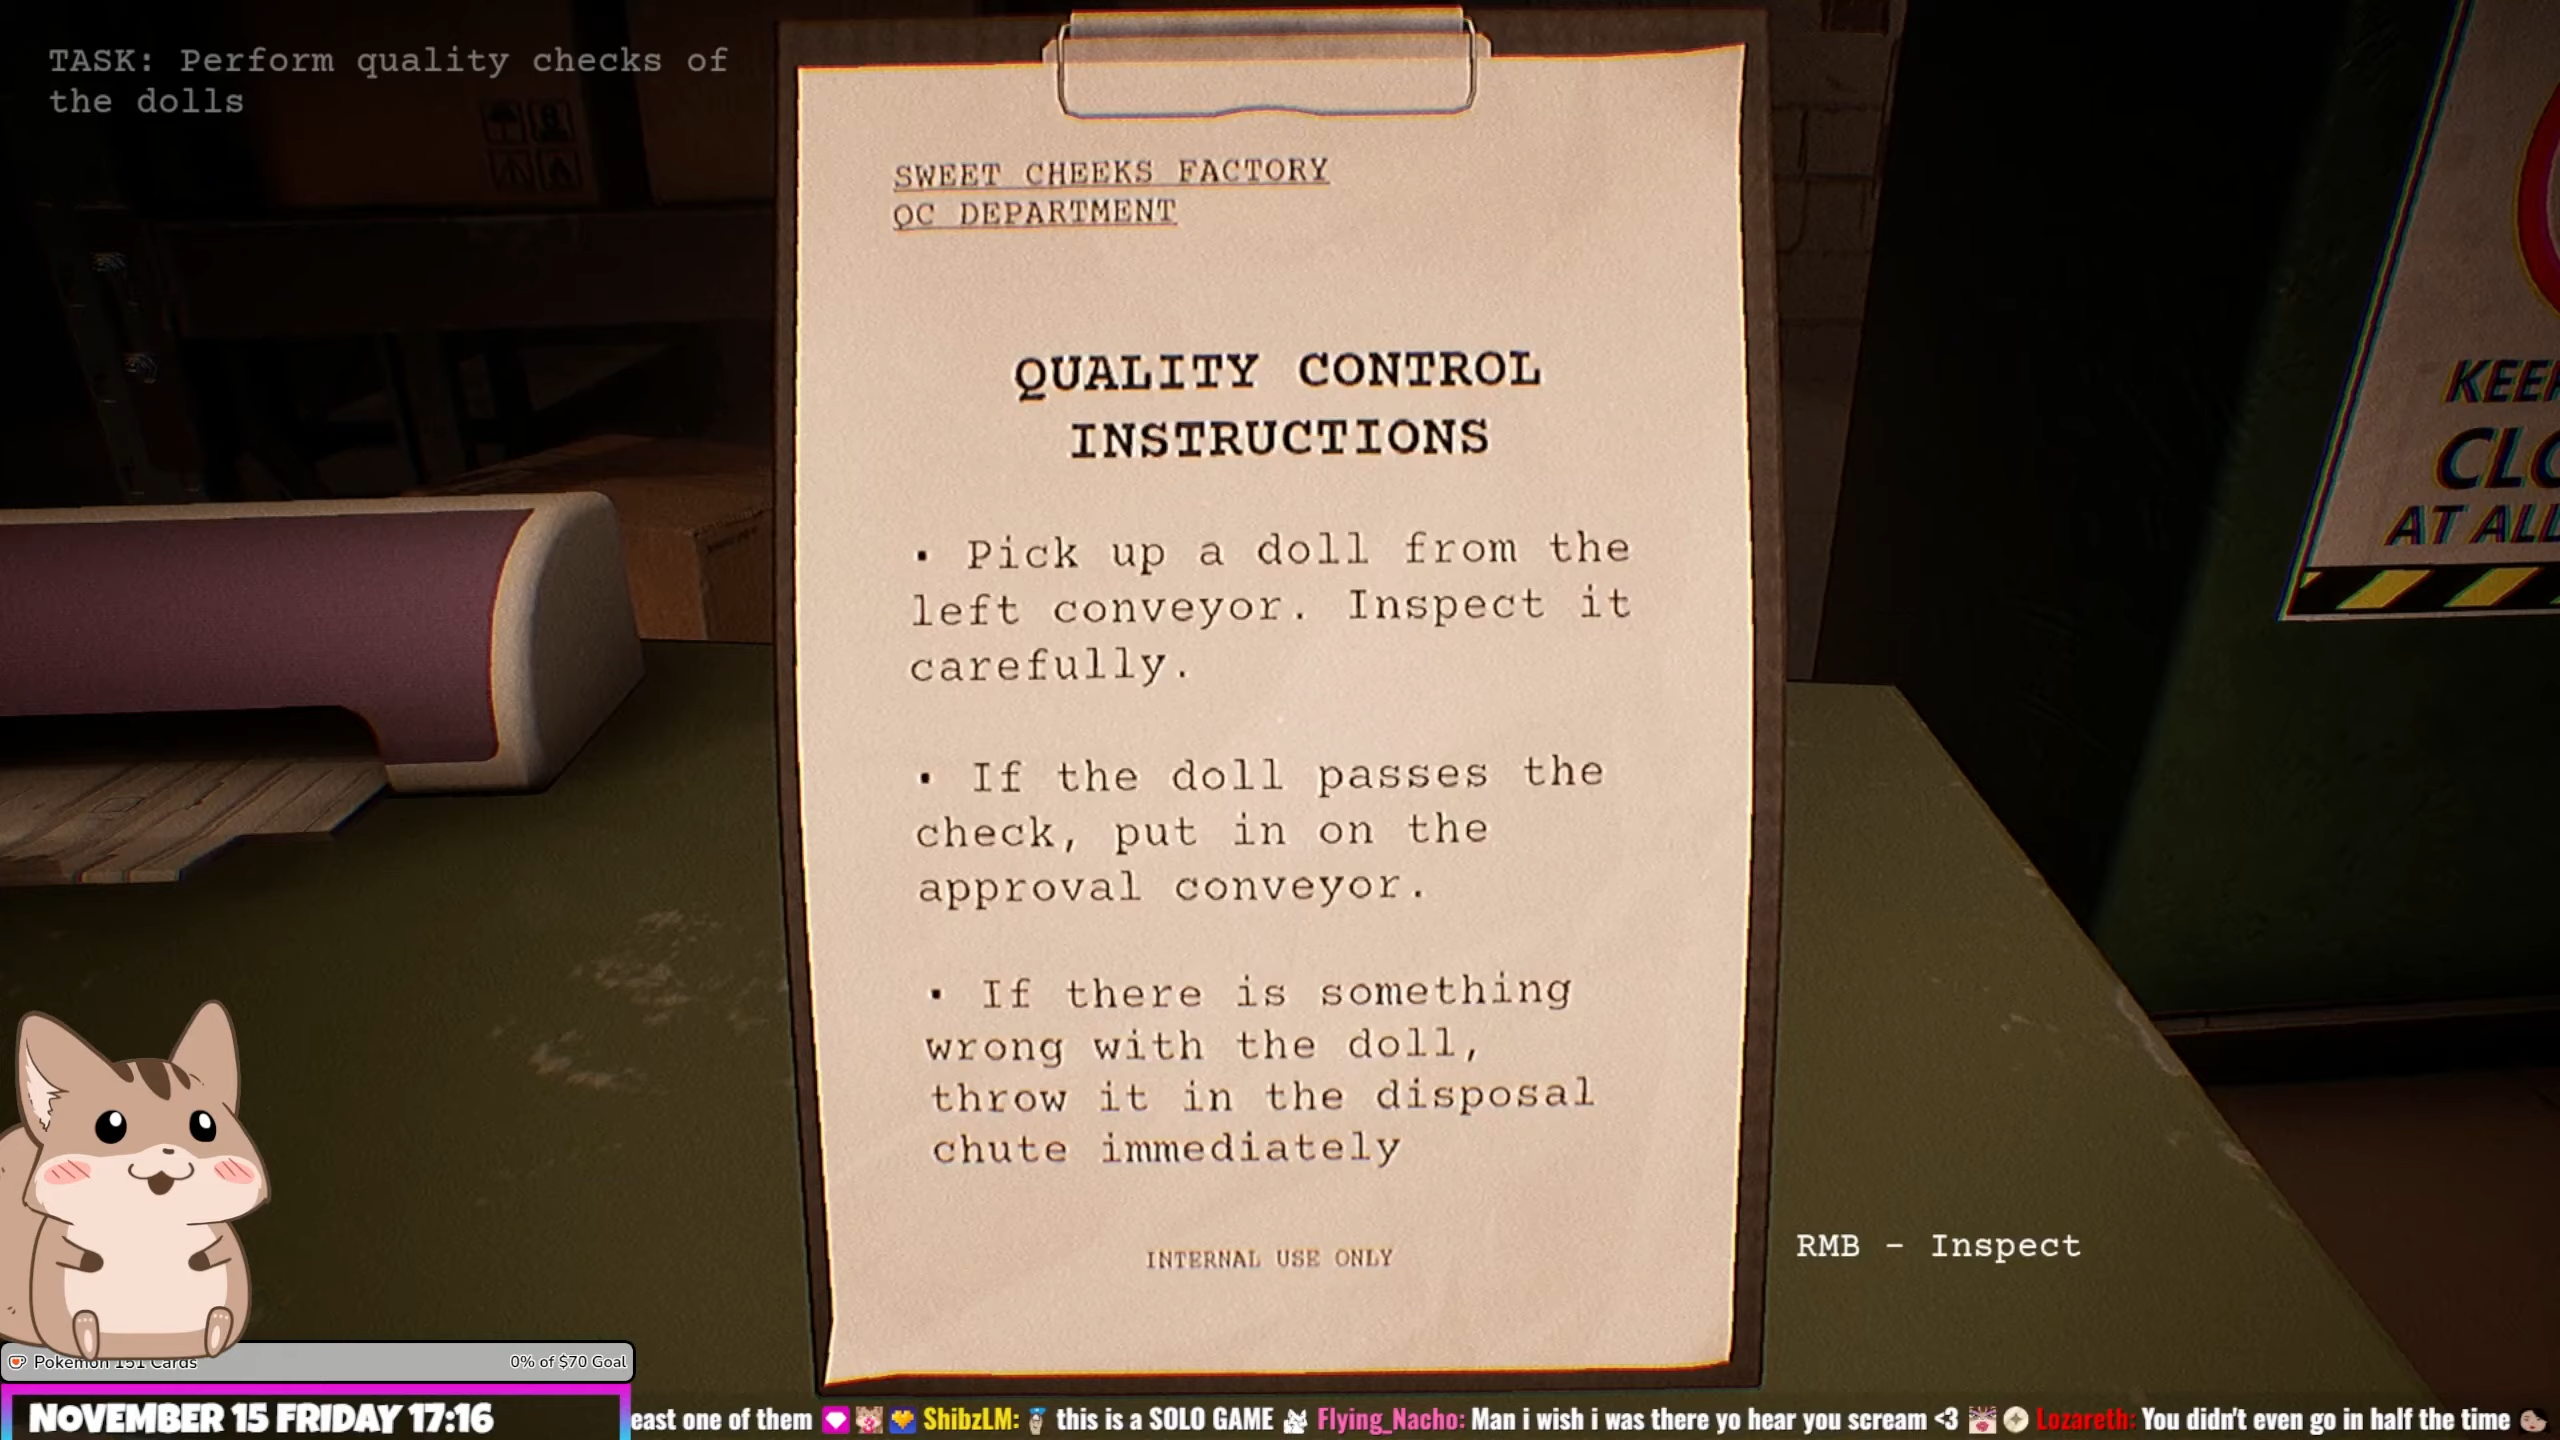 TASK: Perform quality checks of
the dolls
SWEET CHEEKS FACTORY
QC DEPARTMENT
QUALITY CONTROL
INSTRUCTIONS
· Pick up a doll from the
left conveyor. Inspect it
carefully.
· If the doll passes the
check, put in on the
approval conveyor.
· If there is something
wrong with the doll,
throw it in the disposal
chute immediately
INTERNAL USE ONLY
AT ALL
RMB - Inspect
Pokemon 151 Cards
0% of $70 Goal
NOVEMBER 15 FRIDAY 17:16
east one of them ShibzLM: this is a SOLO GAME Flying_Nacho: Man i wish i was there yo hear you scream <3 Lozareth: You didn't even go in half the time